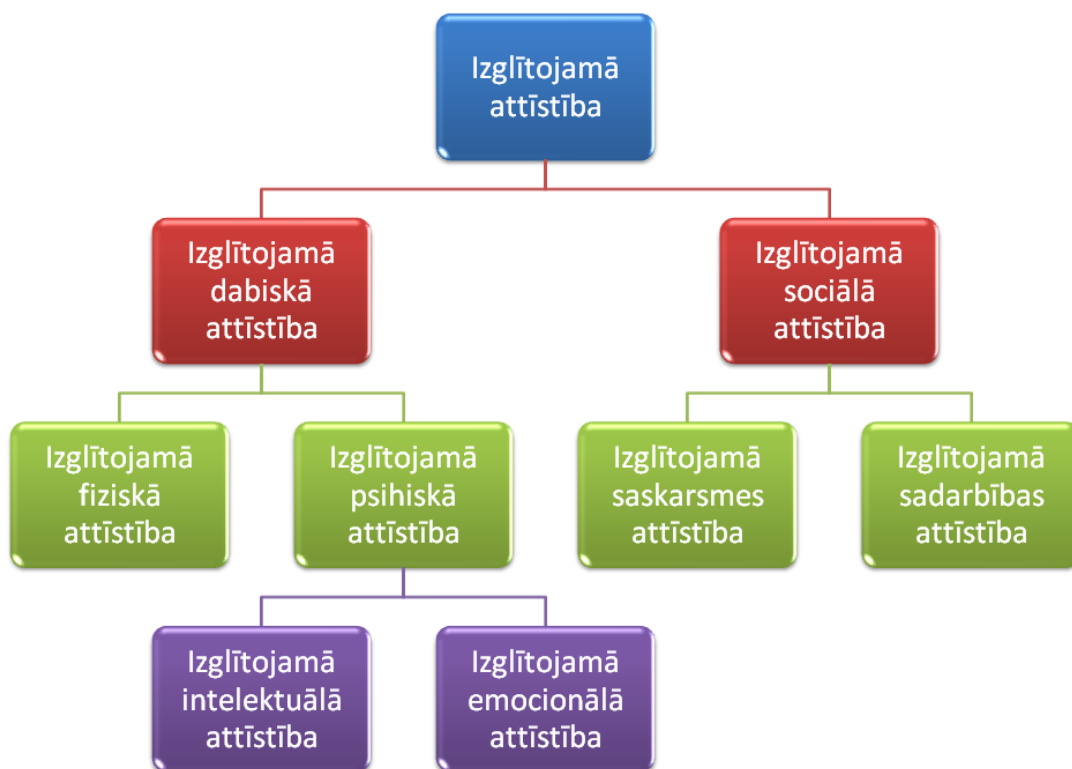 Izglītojamā
attīstība
Izglītojamā
dabiskā
attīstība
Izglītojamā
sociālā
attīstība
Izglītojamā
fiziskā
attīstība
Izglītojamā
psihiskā
attīstība
Izglītojamā
saskarsmes
attīstība
Izglītojamā
sadarbības
attīstība
Izglītojamā
intelektuālā
attīstība
Izglītojamā
emocionālā
attīstība